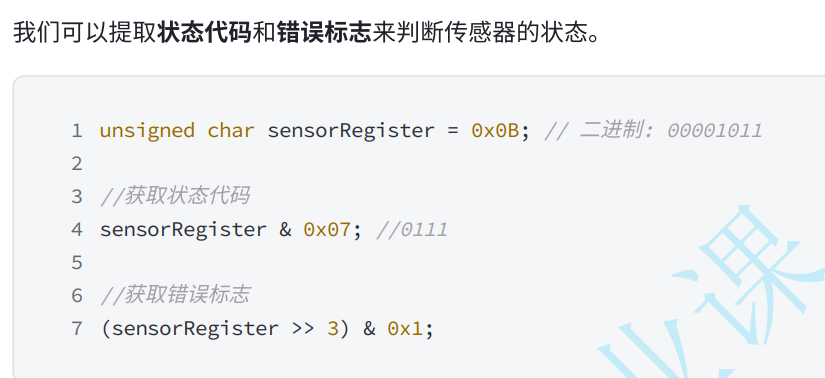 我们可以提取状态代码和错误标志来判断传感器的状态。
1 unsigned char sensorRegister = 0x0B; // 二进制: 00001011
2
3 //获取状态代码
4 sensorRegister & 0x07; //0111
5
6 //获取错误标志
7 (sensorRegister >> 3) & 0x1;
业课